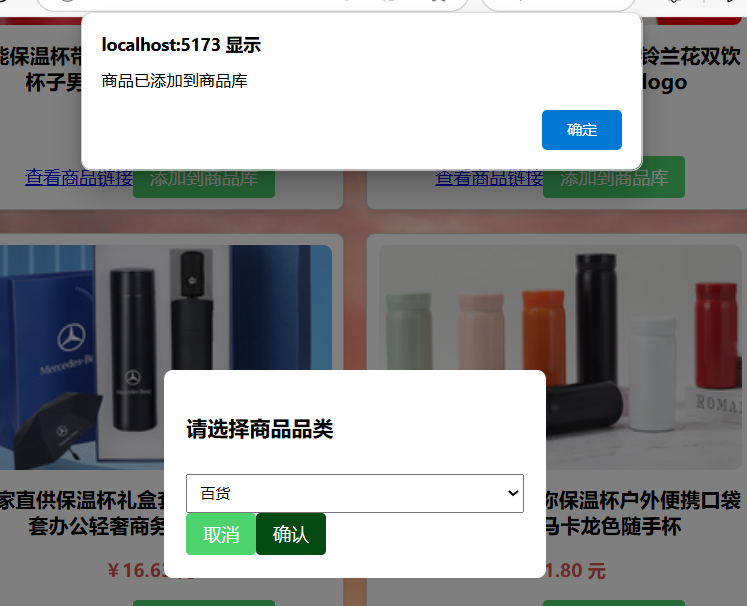 localhost:5173 显示
商品已添加到商品库
确定
能保温杯带
铃兰花双饮
杯子男
logo
查看商品链接
添加到商品库
查看商品链接
添加到商品库
Mercedes-Be
ROMAN
请选择商品品类
百货
取消
确认
家直供保温杯礼盒套
你保温杯户外便携口袋
套办公轻奢商务
马卡龙色随手杯
¥16.63
1.80 元